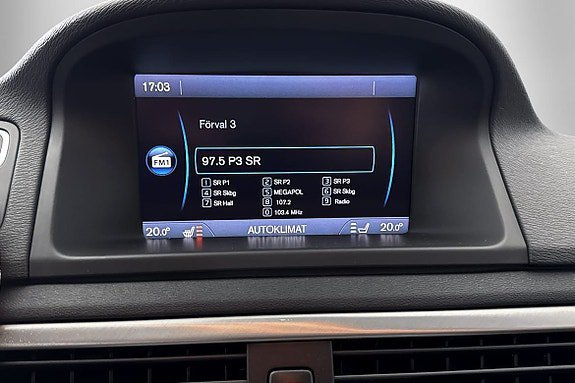 17:03
Förval 3
FM1
97.5 P3 SR
1 SR P1 2 SR P2 3 SR P3
4 SR Skbg 5 MEGAPOL 6 SR Skbg
7 SR Hall 8 107.2 9 Radio
0 103.4 MHz
20.0° AUTOKLIMAT 20.0°